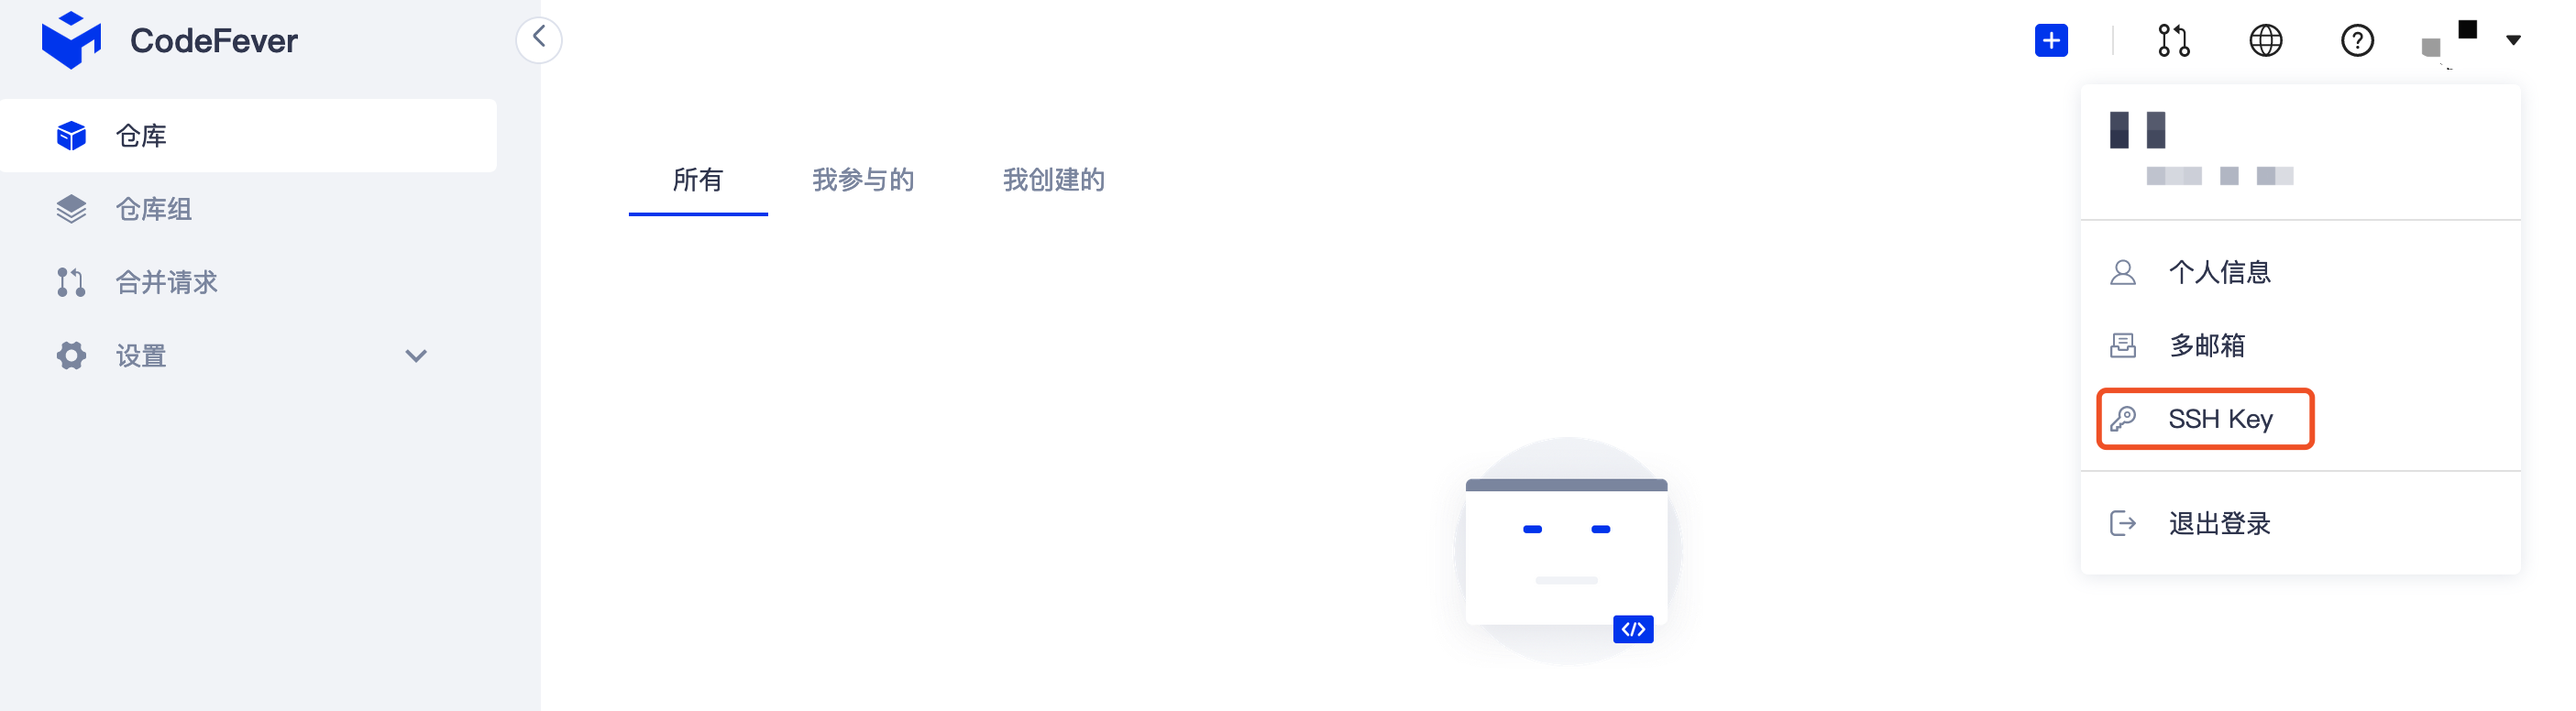 CodeFever
仓库
仓库组
合并请求
设置
所有
我参与的
我创建的
个人信息
多邮箱
SSH Key
退出登录